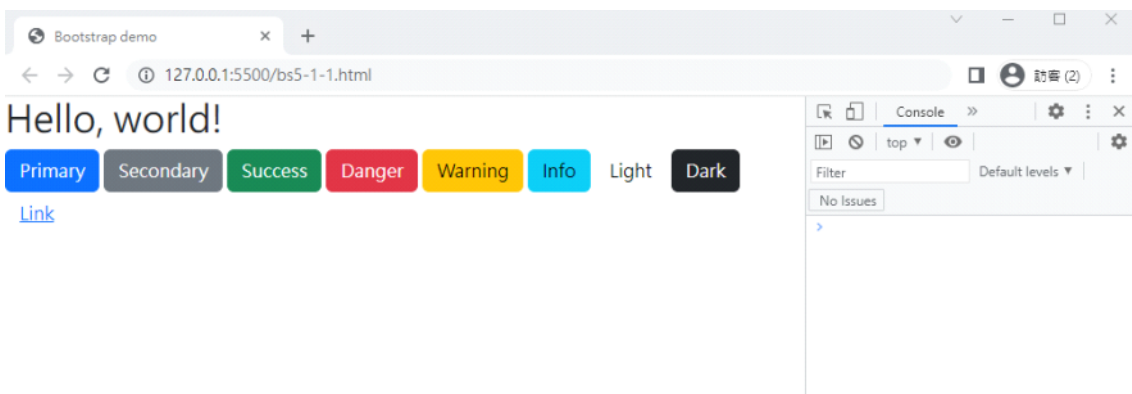 Bootstrap demo
127.0.0.1:5500/bs5-1-1.html
訪客 (2)
Hello, world!
Primary Secondary Success Danger Warning Info Light Dark
Link
Console
top
Filter Default levels
No Issues